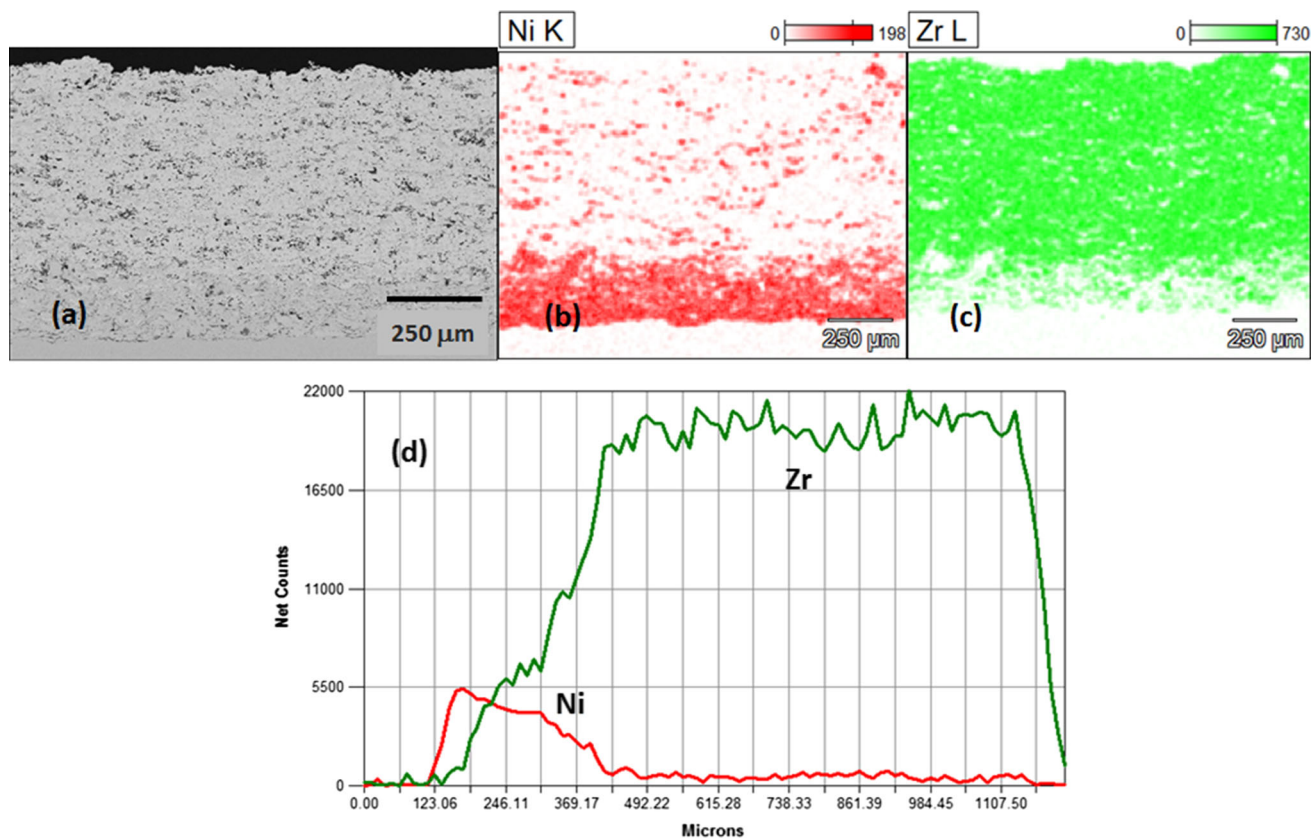 Ni K
0 198
Zr L
0 730
(a)
250 µm
(b)
250 µm
(c)
250 µm
22000
16500
11000
5500
0
Net Counts
(d)
Zr
Ni
0.00 123.06 246.11 369.17 492.22 615.28 738.33 861.39 984.45 1107.50
Microns